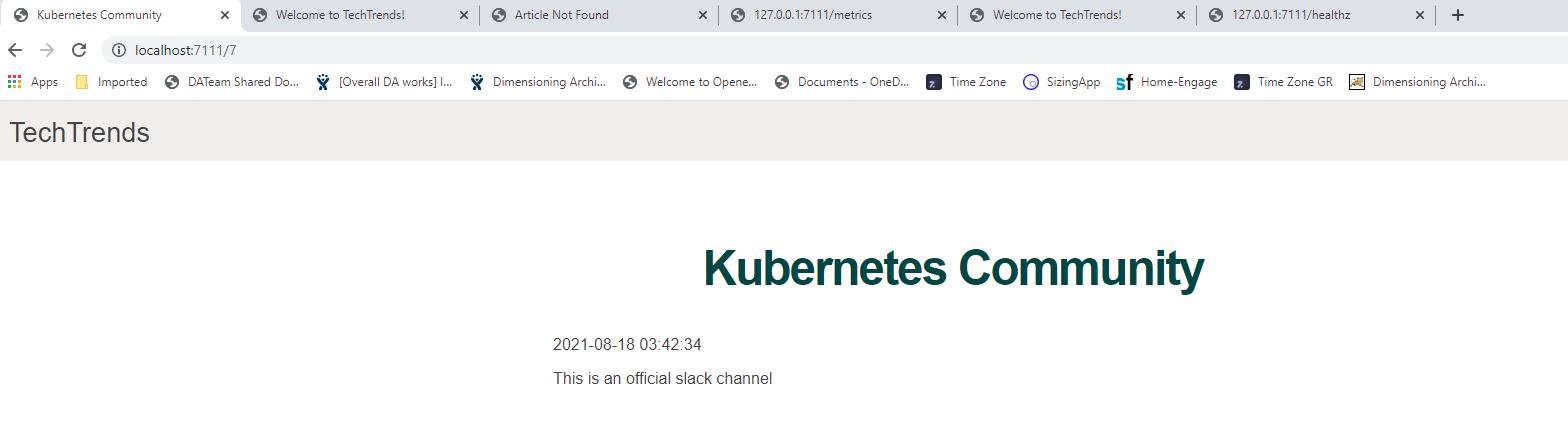 Kubernetes Community Welcome to TechTrends! Article Not Found 127.0.0.1:7111/metrics Welcome to TechTrends! 127.0.0.1:7111/healthz
localhost:7111/7
Apps Imported DATeam Shared Do... [Overall DA works] I... Dimensioning Archi... Welcome to Opene... Documents - OneD... Time Zone SizingApp sf Home-Engage Time Zone GR Dimensioning Archi...
TechTrends
Kubernetes Community
2021-08-18 03:42:34
This is an official slack channel